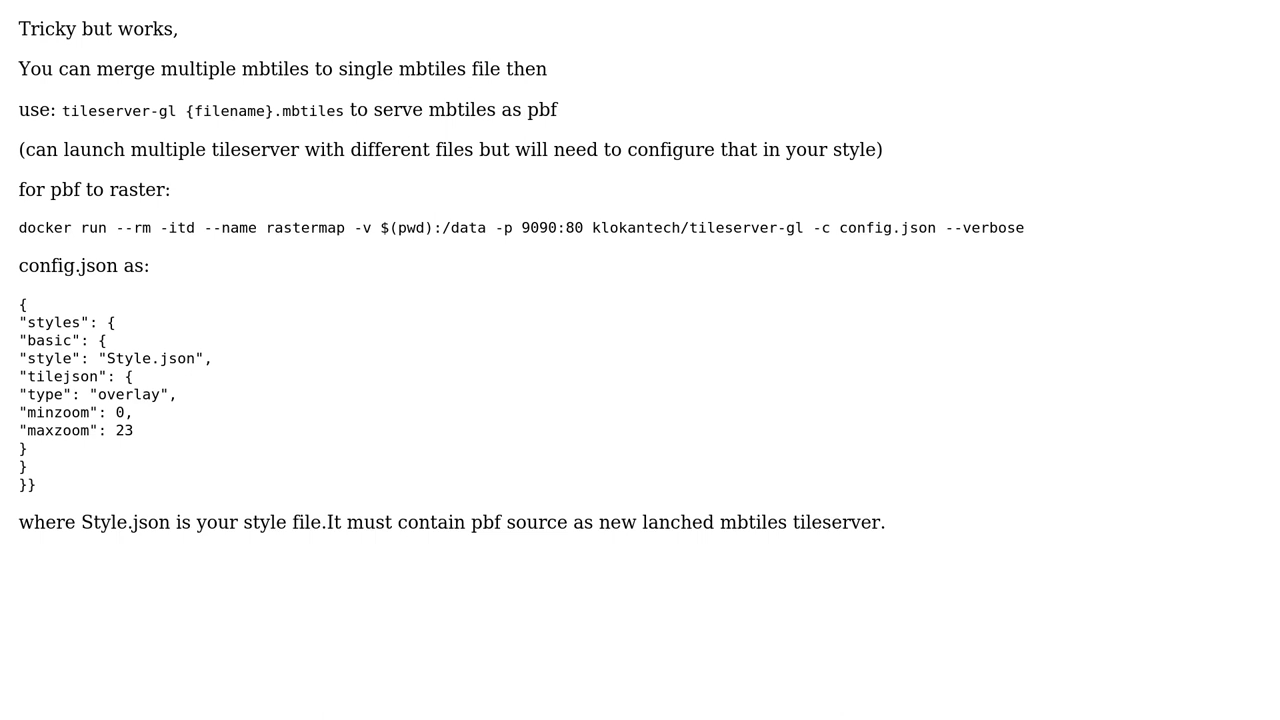 Tricky but works,
You can merge multiple mbtiles to single mbtiles file then
use: tileserver-gl {filename}.mbtiles to serve mbtiles as pbf
(can launch multiple tileserver with different files but will need to configure that in your style)
for pbf to raster:
docker run --rm -itd --name rastermap -v $(pwd):/data -p 9090:80 klokantech/tileserver-gl -c config.json --verbose
config.json as:
{
"styles": {
"basic": {
"style": "Style.json",
"tilejson": {
"type": "overlay",
"minzoom": 0,
"maxzoom": 23
}
}
}}
where Style.json is your style file.It must contain pbf source as new lanched mbtiles tileserver.